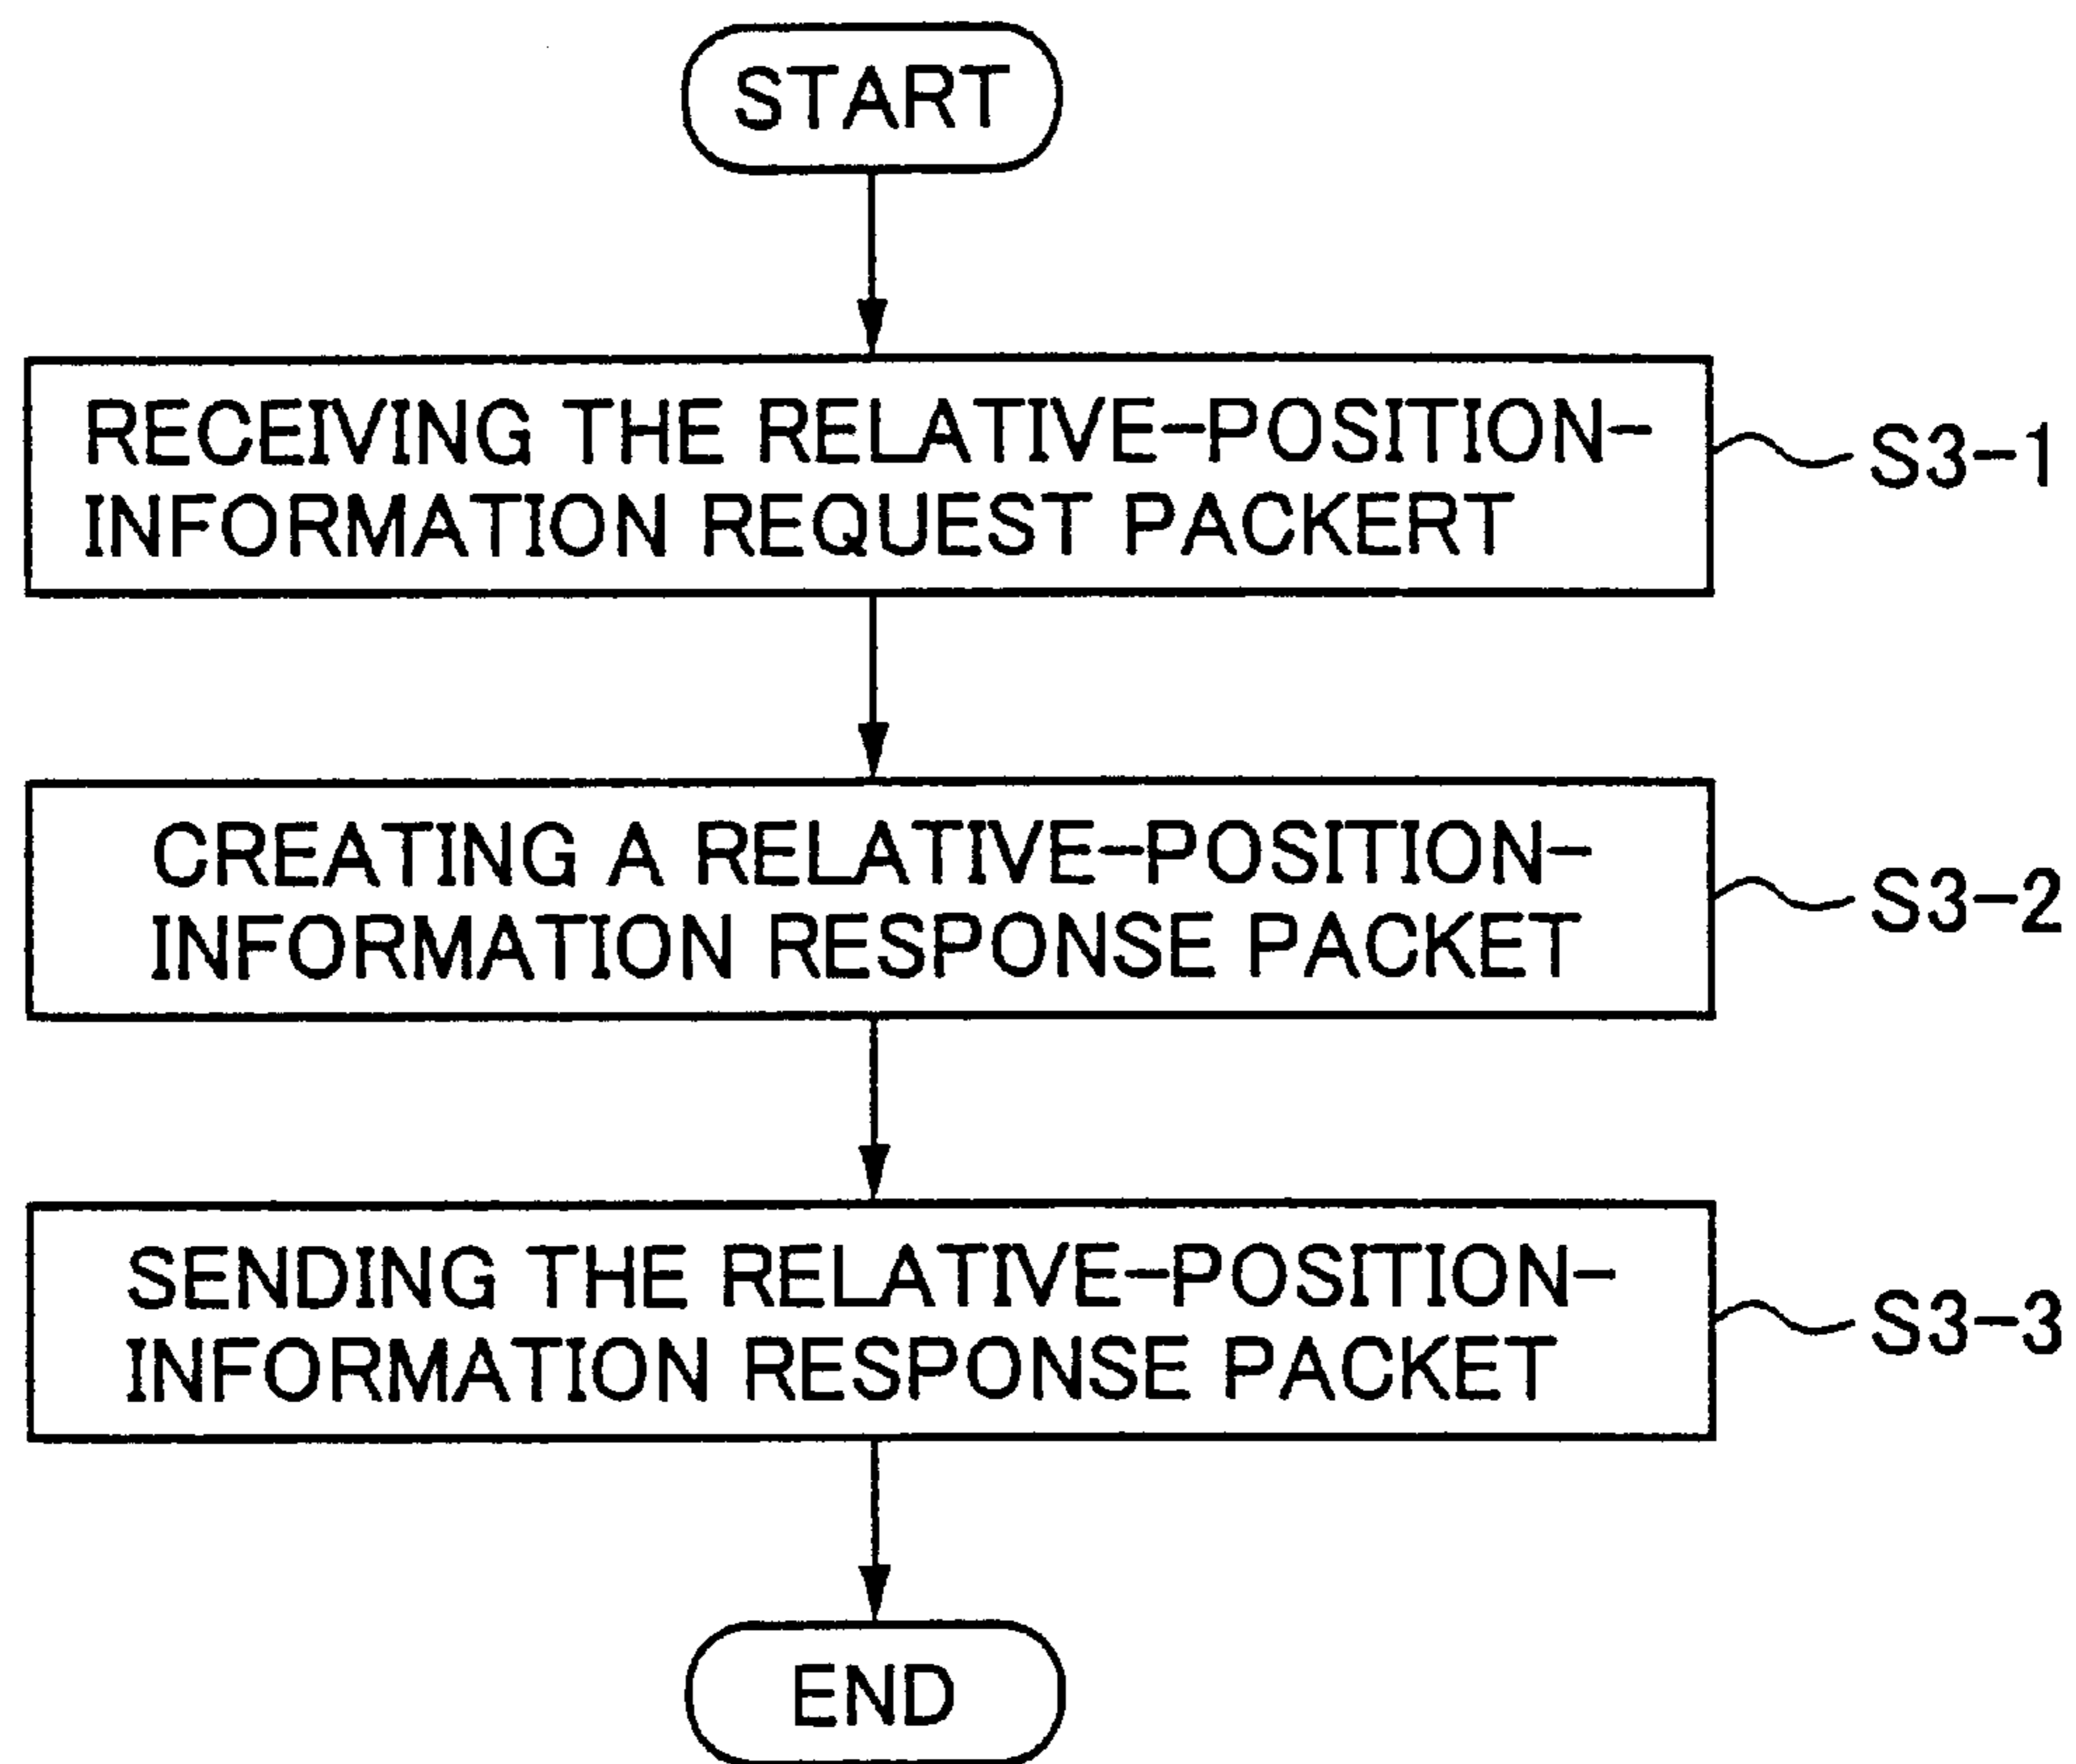 START
RECEIVING THE RELATIVE-POSITION-
INFORMATION REQUEST PACKERT
S3-1
CREATING A RELATIVE-POSITION-
INFORMATION RESPONSE PACKET
S3-2
SENDING THE RELATIVE-POSITION-
INFORMATION RESPONSE PACKET
S3-3
END